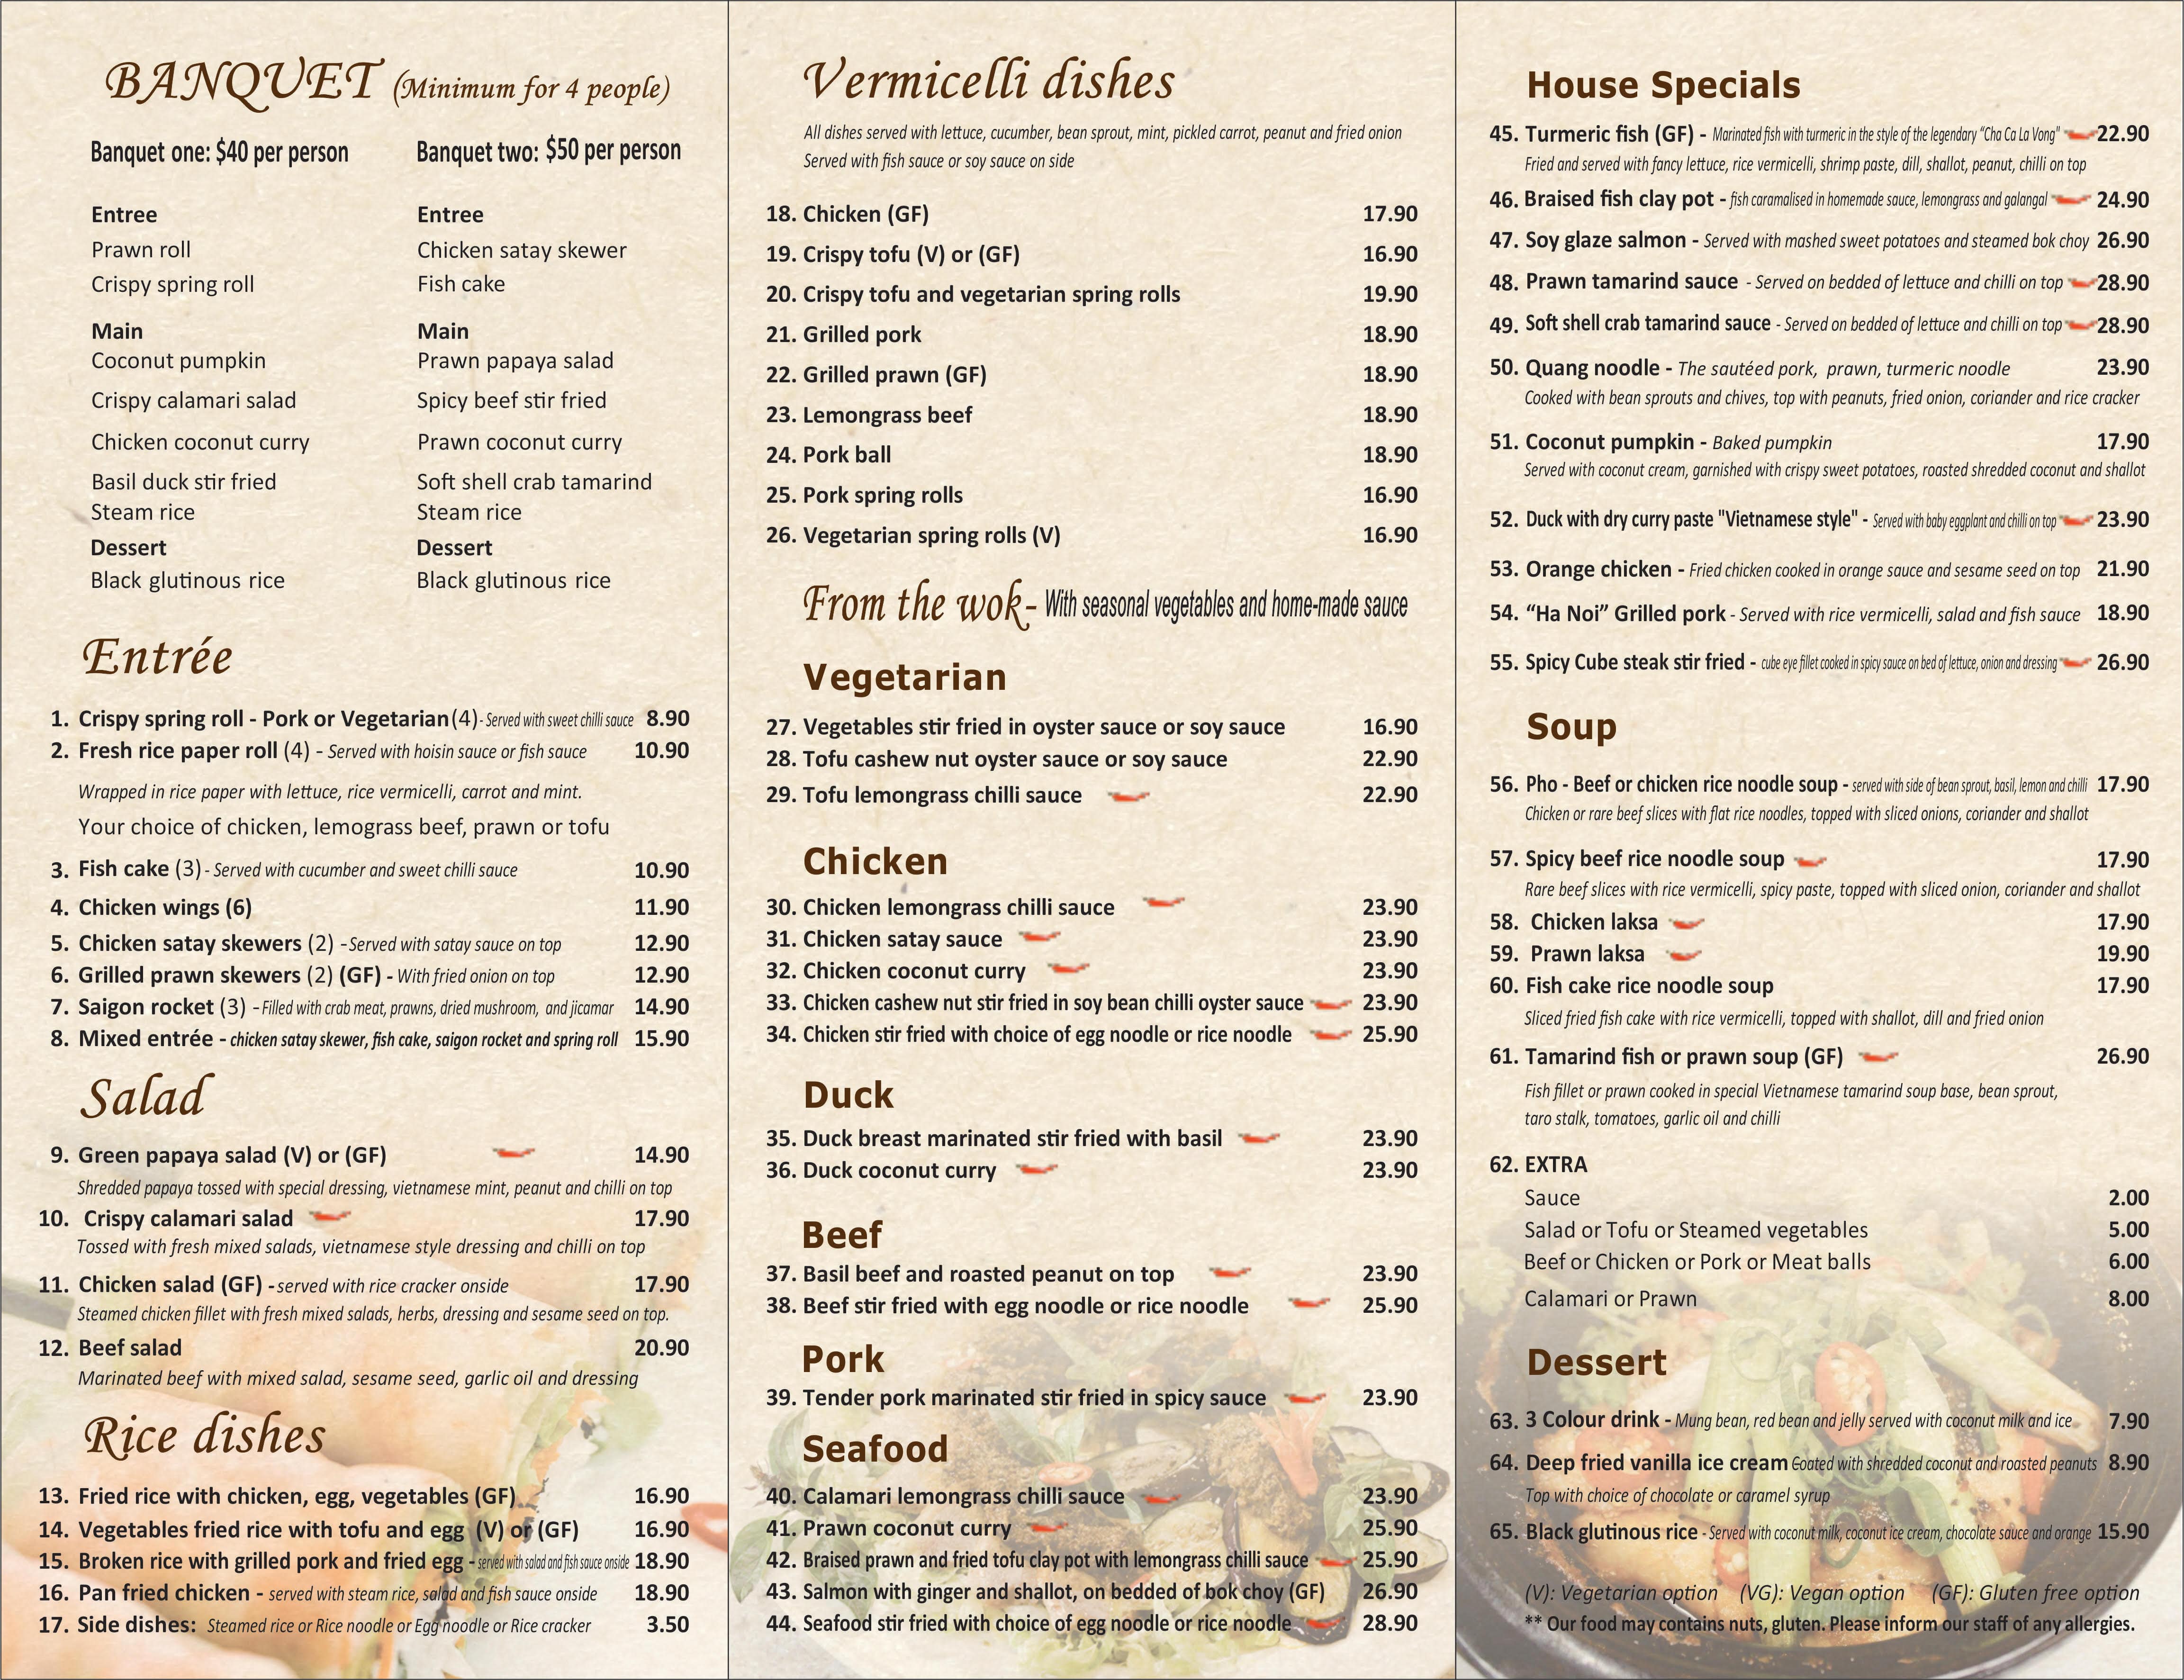 BANQUET (Minimum for 4 people)
Banquet one: $40 per person
Entree
Prawn roll
Crispy spring roll
Main
Coconut pumpkin
Crispy calamari salad
Chicken coconut curry
Basil duck stir fried
Steam rice
Dessert
Black glutinous rice
Banquet two: $50 per person
Entree
Chicken satay skewer
Fish cake
Main
Prawn papaya salad
Spicy beef stir fried
Prawn coconut curry
Soft shell crab tamarind
Steam rice
Dessert
Black glutinous rice
Entrée
1. Crispy spring roll - Pork or Vegetarian (4) - Served with sweet chilli sauce 8.90
2. Fresh rice paper roll (4) - Served with hoisin sauce or fish sauce 10.90
Wrapped in rice paper with lettuce, rice vermicelli, carrot and mint.
Your choice of chicken, lemograss beef, prawn or tofu
3. Fish cake (3) - Served with cucumber and sweet chilli sauce 10.90
4. Chicken wings (6) 11.90
5. Chicken satay skewers (2) - Served with satay sauce on top 12.90
6. Grilled prawn skewers (2) (GF) - With fried onion on top 12.90
7. Saigon rocket (3) - Filled with crab meat, prawns, dried mushroom, and jicamar 14.90
8. Mixed entrée - chicken satay skewer, fish cake, saigon rocket and spring roll 15.90
Salad
9. Green papaya salad (V) or (GF) 14.90
Shredded papaya tossed with special dressing, vietnamese mint, peanut and chilli on top
10. Crispy calamari salad 17.90
Tossed with fresh mixed salads, vietnamese style dressing and chilli on top
11. Chicken salad (GF) - served with rice cracker onside 17.90
Steamed chicken fillet with fresh mixed salads, herbs, dressing and sesame seed on top.
12. Beef salad 20.90
Marinated beef with mixed salad, sesame seed, garlic oil and dressing
Rice dishes
13. Fried rice with chicken, egg, vegetables (GF) 16.90
14. Vegetables fried rice with tofu and egg (V) or (GF) 16.90
15. Broken rice with grilled pork and fried egg - served with salad and fish sauce onside 18.90
16. Pan fried chicken - served with steam rice, salad and fish sauce onside 18.90
17. Side dishes: Steamed rice or Rice noodle or Egg noodle or Rice cracker 3.50
Vermicelli dishes
All dishes served with lettuce, cucumber, bean sprout, mint, pickled carrot, peanut and fried onion
Served with fish sauce or soy sauce on side
18. Chicken (GF) 17.90
19. Crispy tofu (V) or (GF) 16.90
20. Crispy tofu and vegetarian spring rolls 19.90
21. Grilled pork 18.90
22. Grilled prawn (GF) 18.90
23. Lemongrass beef 18.90
24. Pork ball 18.90
25. Pork spring rolls 16.90
26. Vegetarian spring rolls (V) 16.90
From the wok- With seasonal vegetables and home-made sauce
Vegetarian
27. Vegetables stir fried in oyster sauce or soy sauce 16.90
28. Tofu cashew nut oyster sauce or soy sauce 22.90
29. Tofu lemongrass chilli sauce 22.90
Chicken
30. Chicken lemongrass chilli sauce 23.90
31. Chicken satay sauce 23.90
32. Chicken coconut curry 23.90
33. Chicken cashew nut stir fried in soy bean chilli oyster sauce 23.90
34. Chicken stir fried with choice of egg noodle or rice noodle 25.90
Duck
35. Duck breast marinated stir fried with basil 23.90
36. Duck coconut curry 23.90
Beef
37. Basil beef and roasted peanut on top 23.90
38. Beef stir fried with egg noodle or rice noodle 25.90
Pork
39. Tender pork marinated stir fried in spicy sauce 23.90
Seafood
40. Calamari lemongrass chilli sauce 23.90
41. Prawn coconut curry 25.90
42. Braised prawn and fried tofu clay pot with lemongrass chilli sauce 25.90
43. Salmon with ginger and shallot, on bedded of bok choy (GF) 26.90
44. Seafood stir fried with choice of egg noodle or rice noodle 28.90
House Specials
45. Turmeric fish (GF) - Marinated fish with turmeric in the style of the legendary “Cha Ca La Vong" 22.90
Fried and served with fancy lettuce, rice vermicelli, shrimp paste, dill, shallot, peanut, chilli on top
46. Braised fish clay pot - fish caramalised in homemade sauce, lemongrass and galangal 24.90
47. Soy glaze salmon - Served with mashed sweet potatoes and steamed bok choy 26.90
48. Prawn tamarind sauce - Served on bedded of lettuce and chilli on top 28.90
49. Soft shell crab tamarind sauce - Served on bedded of lettuce and chilli on top 28.90
50. Quang noodle - The sautéed pork, prawn, turmeric noodle 23.90
Cooked with bean sprouts and chives, top with peanuts, fried onion, coriander and rice cracker
51. Coconut pumpkin - Baked pumpkin 17.90
Served with coconut cream, garnished with crispy sweet potatoes, roasted shredded coconut and shallot
52. Duck with dry curry paste "Vietnamese style" - Served with baby eggplant and chilli on top 23.90
53. Orange chicken - Fried chicken cooked in orange sauce and sesame seed on top 21.90
54. “Ha Noi” Grilled pork - Served with rice vermicelli, salad and fish sauce 18.90
55. Spicy Cube steak stir fried - cube eye fillet cooked in spicy sauce on bed of lettuce, onion and dressing 26.90
Soup
56. Pho - Beef or chicken rice noodle soup - served with side of bean sprout, basil, lemon and chilli 17.90
Chicken or rare beef slices with flat rice noodles, topped with sliced onions, coriander and shallot
57. Spicy beef rice noodle soup 17.90
Rare beef slices with rice vermicelli, spicy paste, topped with sliced onion, coriander and shallot
58. Chicken laksa 17.90
59. Prawn laksa 19.90
60. Fish cake rice noodle soup 17.90
Sliced fried fish cake with rice vermicelli, topped with shallot, dill and fried onion
61. Tamarind fish or prawn soup (GF) 26.90
Fish fillet or prawn cooked in special Vietnamese tamarind soup base, bean sprout,
taro stalk, tomatoes, garlic oil and chilli
62. EXTRA
Sauce 2.00
Salad or Tofu or Steamed vegetables 5.00
Beef or Chicken or Pork or Meat balls 6.00
Calamari or Prawn 8.00
Dessert
63. 3 Colour drink - Mung bean, red bean and jelly served with coconut milk and ice 7.90
64. Deep fried vanilla ice cream Goated with shredded coconut and roasted peanuts 8.90
Top with choice of chocolate or caramel syrup
65. Black glutinous rice - Served with coconut milk, coconut ice cream, chocolate sauce and orange 15.90
(V): Vegetarian option (VG): Vegan option (GF): Gluten free option
** Our food may contains nuts, gluten. Please inform our staff of any allergies.